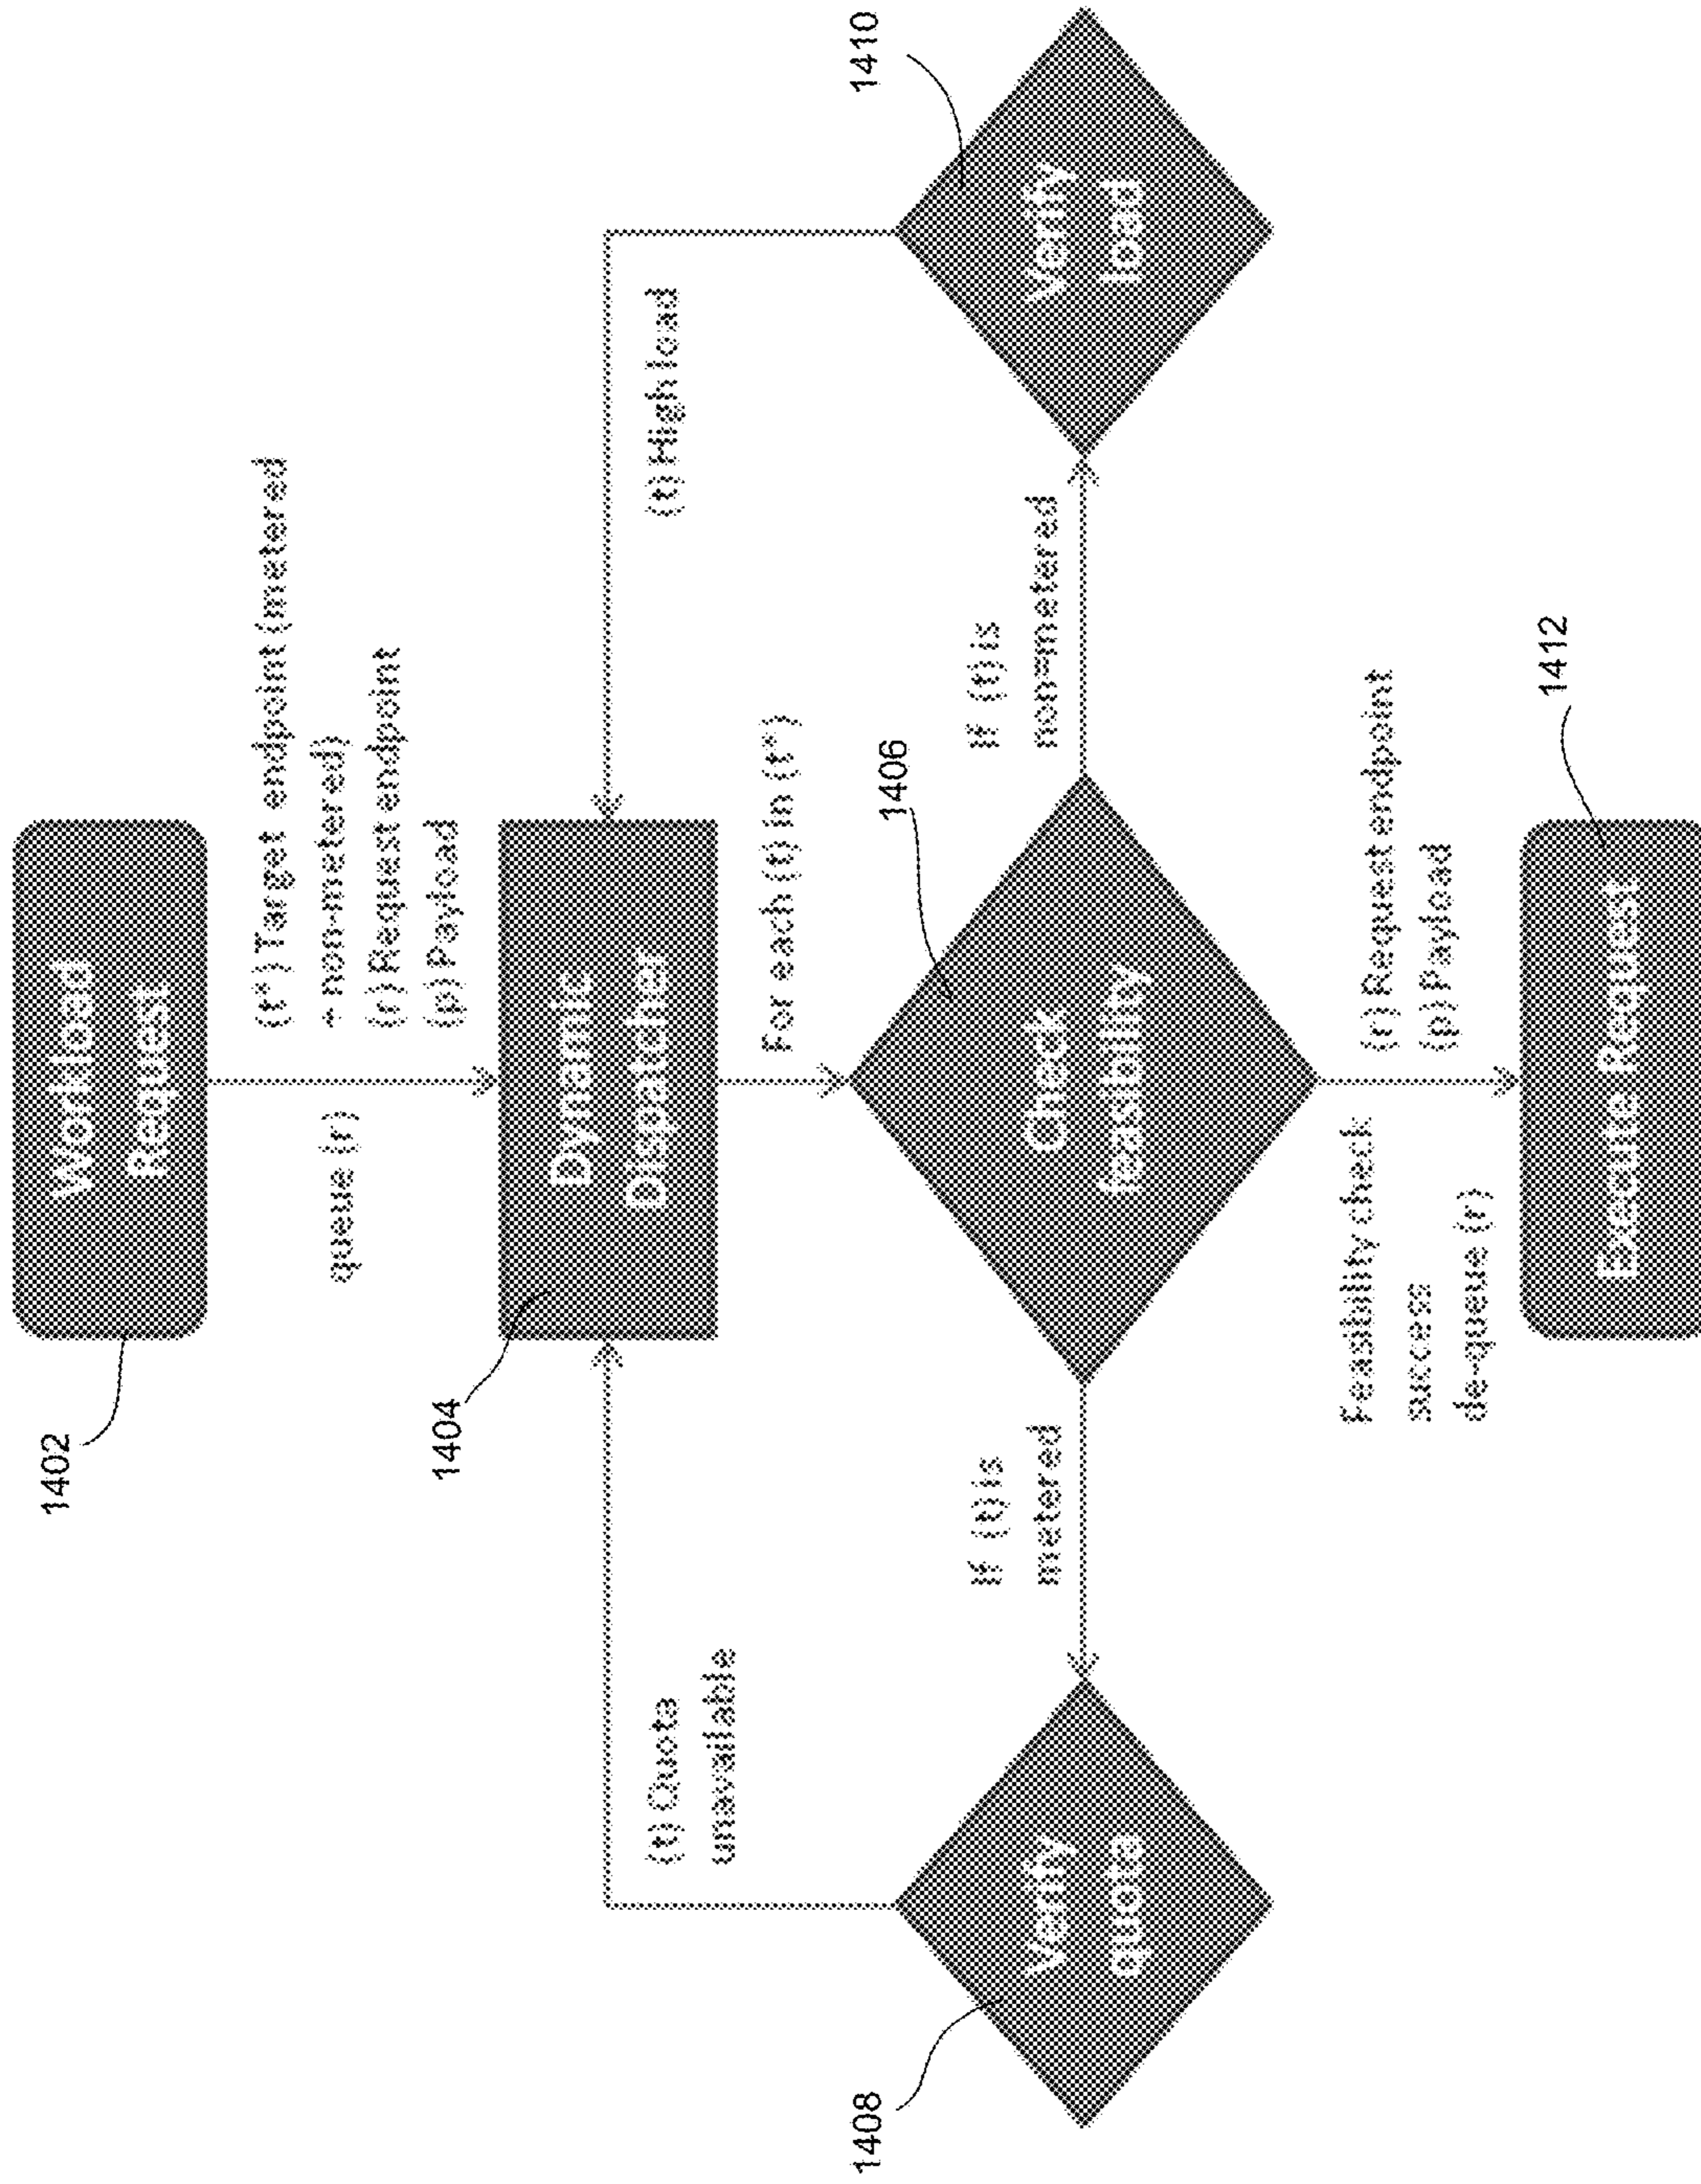 1402
Workload
Request
queue (r)
(t*) Target endpoint (metered
+ non-metered)
(r) Request endpoint
(p) Payload
1404
Dynamic
Dispatcher
(t) Quota
unavailable
(t) High load
For each (t) in (t*)
1408
Verify
quota
If (t) is
metered
1406
Check
feasibility
If (t) is
non-metered
1410
Verify
load
Feasibility check
success
de-queue (r)
(r) Request endpoint
(p) Payload
Execute Request
1412